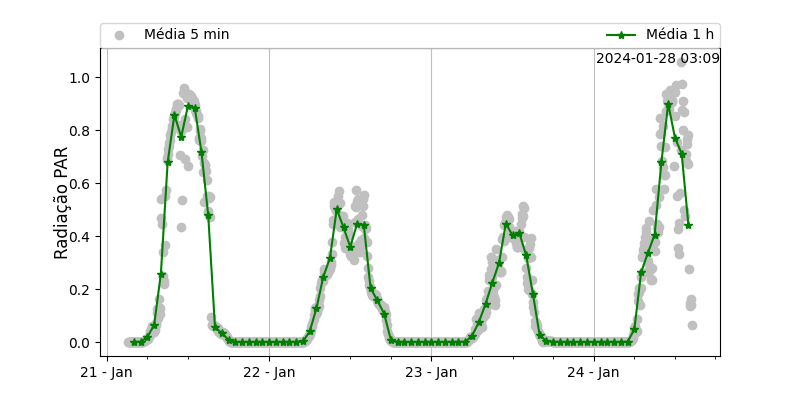 Média 5 min
Média 1 h
2024-01-28 03:09
1.0
0.8
0.6
0.4
0.2
0.0
Radiação PAR
21 - Jan
22 - Jan
23 - Jan
24 - Jan